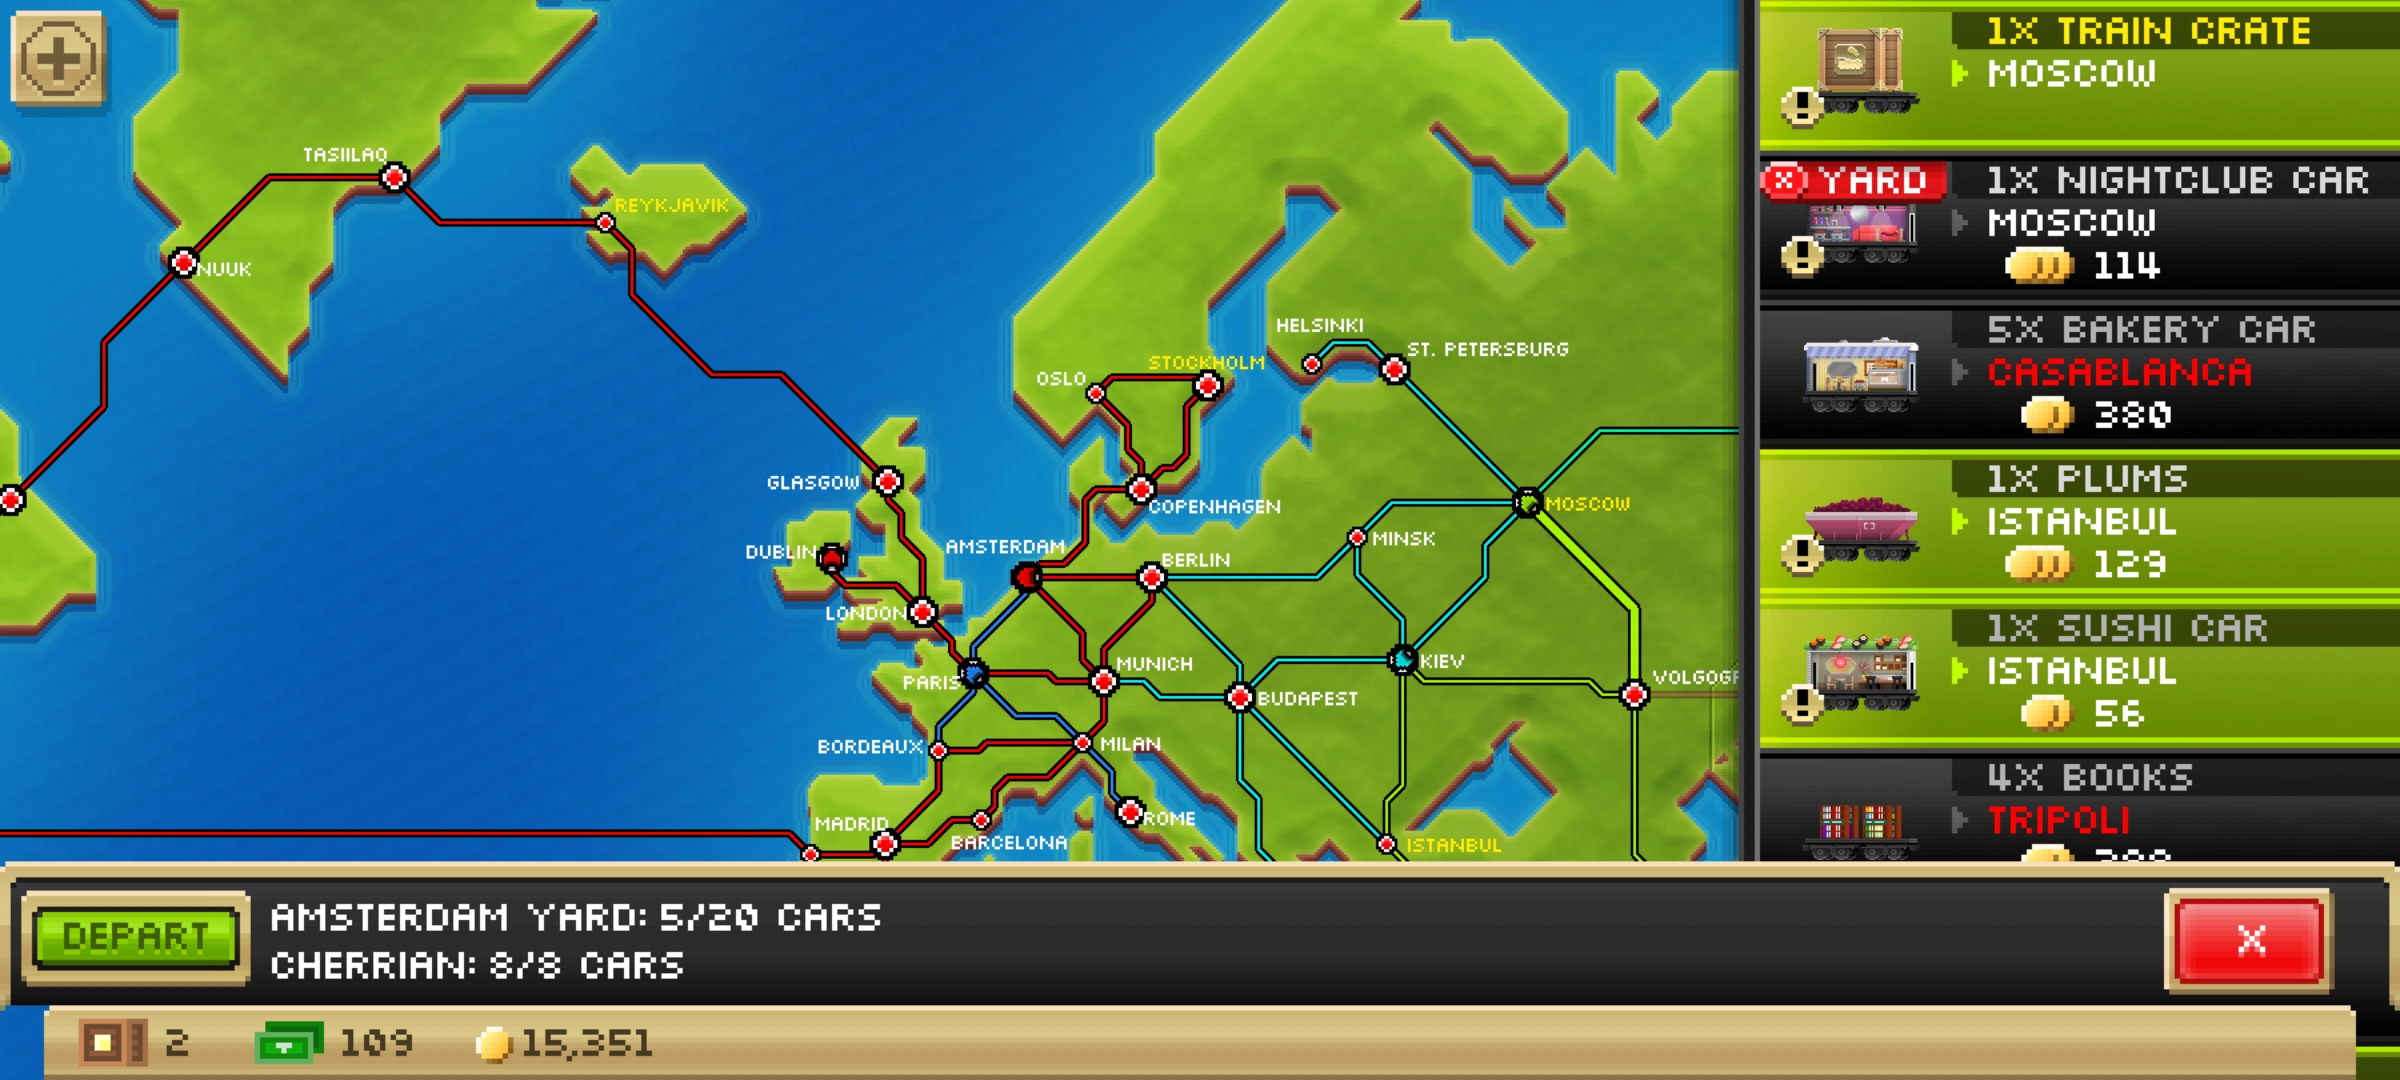 TASIILAQ
REYKJAVIK
NUUK
HELSINKI
ST. PETERSBURG
STOCKHOLM
OSLO
GLASGOW
COPENHAGEN
MOSCOW
MINSK
DUBLIN
AMSTERDAM
BERLIN
LONDON
PARIS
MUNICH
KIEV
BUDAPEST
VOLGOGR
BORDEAUX
MILAN
MADRID
BARCELONA
ROME
ISTANBUL
1X TRAIN CRATE
MOSCOW
YARD
1X NIGHTCLUB CAR
MOSCOW
114
5X BAKERY CAR
CASABLANCA
380
1X PLUMS
ISTANBUL
129
1X SUSHI CAR
ISTANBUL
56
4X BOOKS
TRIPOLI
DEPART
AMSTERDAM YARD: 5/20 CARS
CHERRIAN: 8/8 CARS
X
2
109
15,351